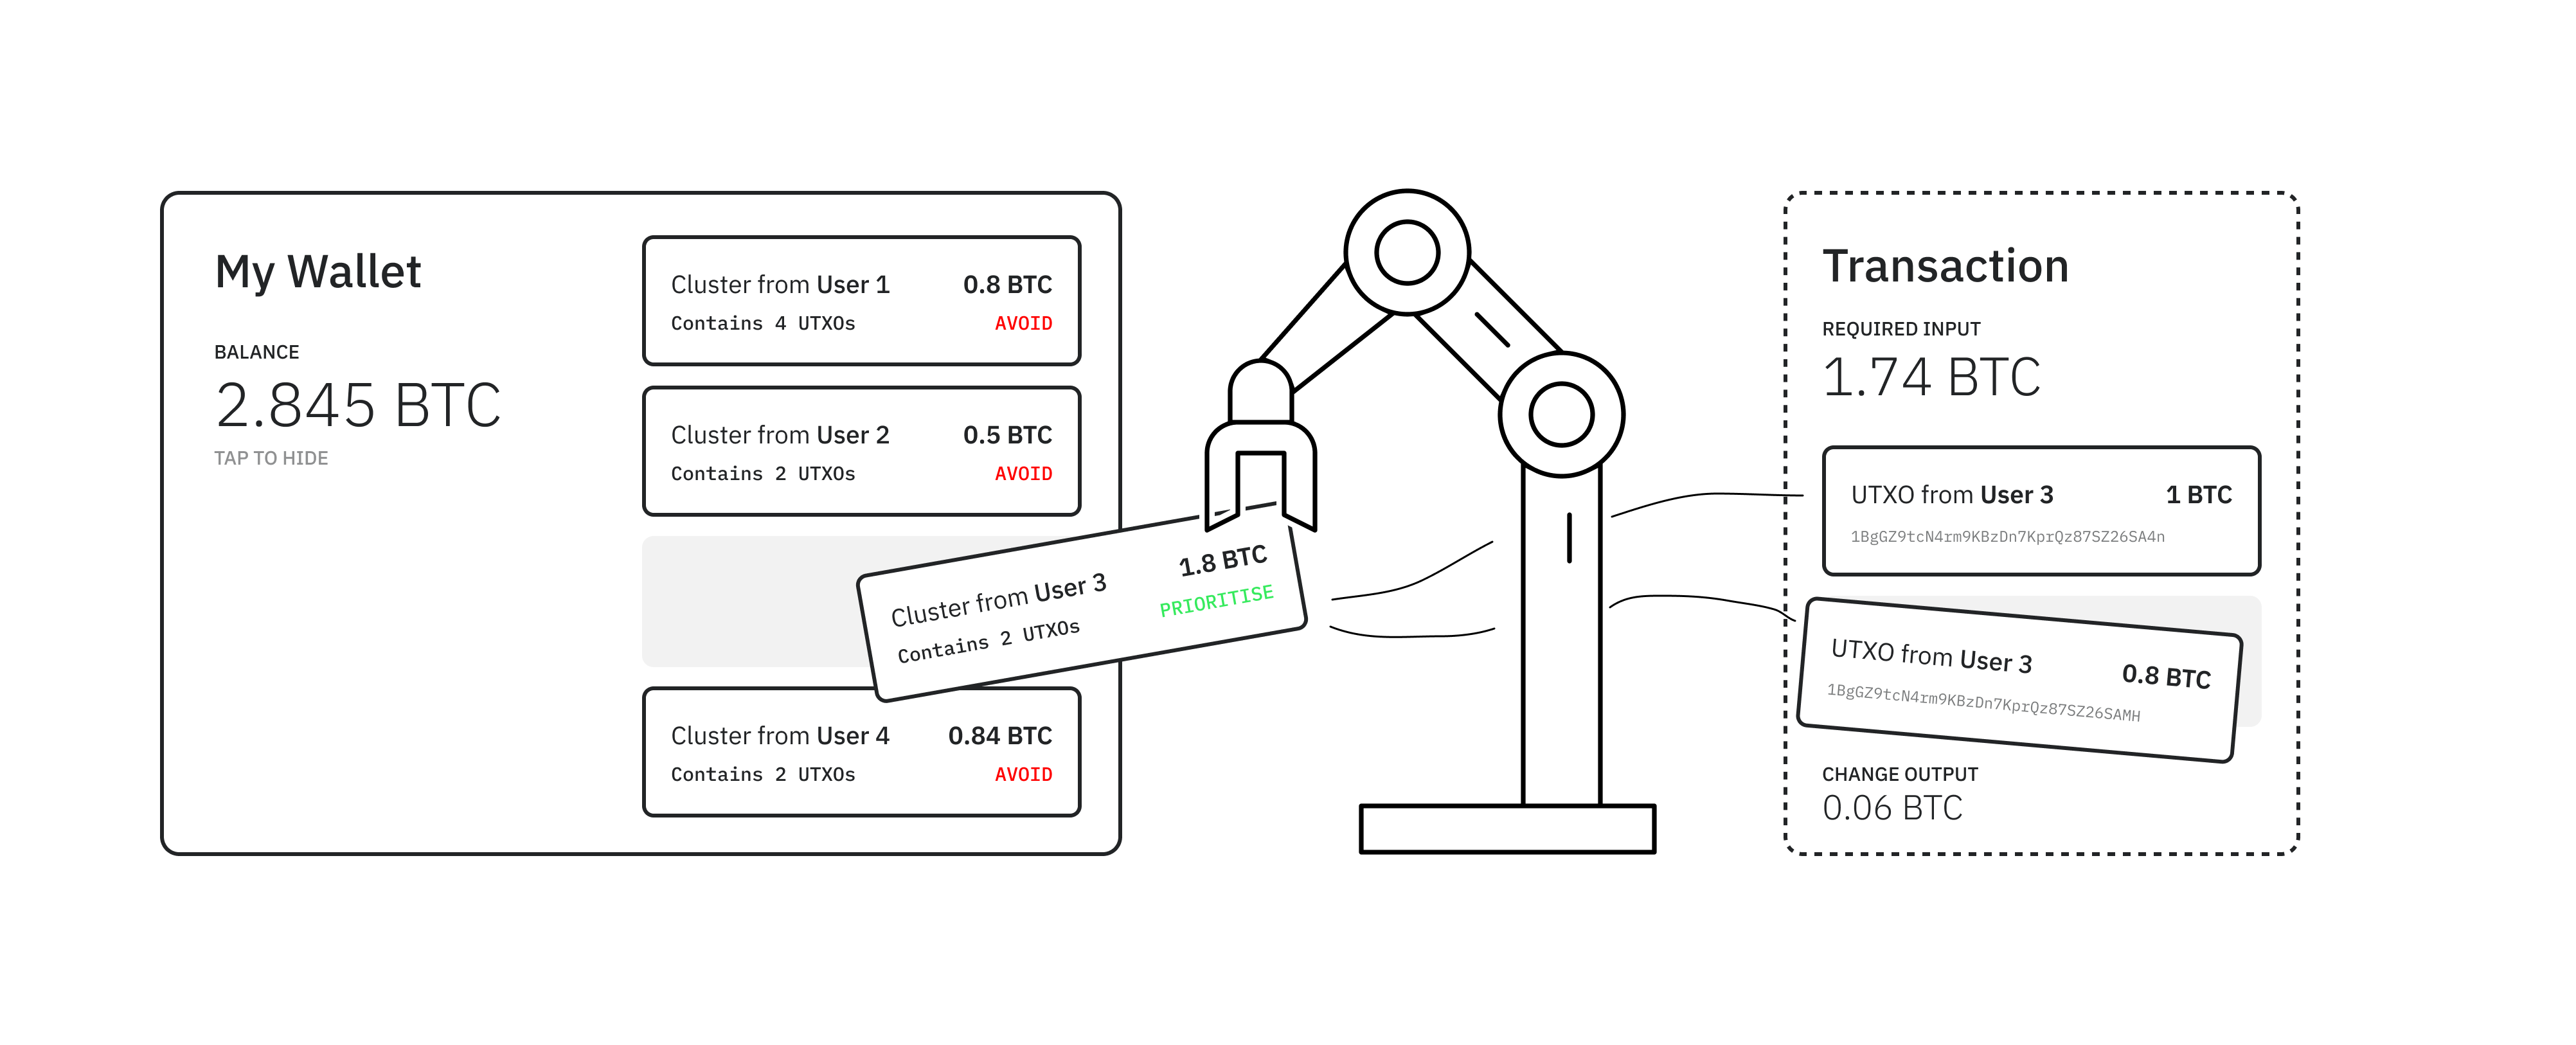 My Wallet
BALANCE
2.845 BTC
TAP TO HIDE
Cluster from User 1 0.8 BTC
Contains 4 UTXOs AVOID
Cluster from User 2 0.5 BTC
Contains 2 UTXOs AVOID
Cluster from User 3 1.8 BTC
Contains 2 UTXOs PRIORITISE
Cluster from User 4 0.84 BTC
Contains 2 UTXOs AVOID
Transaction
REQUIRED INPUT
1.74 BTC
UTXO from User 3 1 BTC
1BgGZ9tcN4rm9KBzDn7KprQz87SZ26SA4n
UTXO from User 3 0.8 BTC
1BgGZ9tcN4rm9KBzDn7KprQz87SZ26SAMH
CHANGE OUTPUT
0.06 BTC